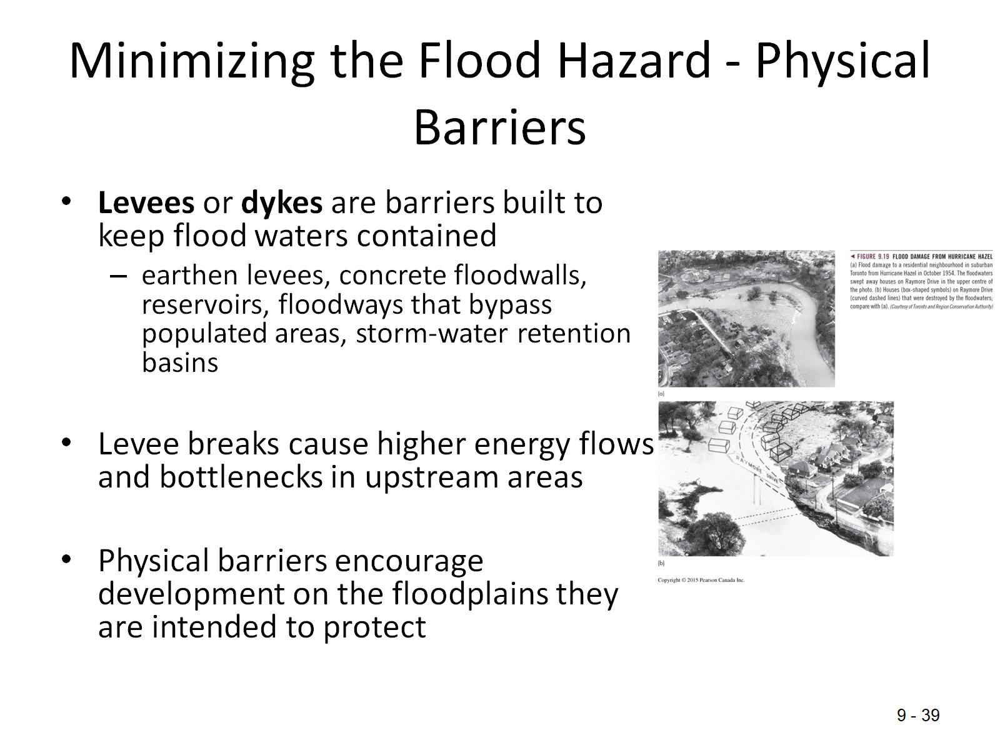 Minimizing the Flood Hazard - Physical
Barriers
• Levees or dykes are barriers built to
keep flood waters contained
– earthen levees, concrete floodwalls,
reservoirs, floodways that bypass
populated areas, storm-water retention
basins
• Levee breaks cause higher energy flows
and bottlenecks in upstream areas
• Physical barriers encourage
development on the floodplains they
are intended to protect
◄ FIGURE 9.19 FLOOD DAMAGE FROM HURRICANE HAZEL
(a) Flood damage to a residential neighbourhood in suburban
Toronto from Hurricane Hazel in October 1954. The floodwaters
swept away houses on Raymore Drive in the upper centre of
the photo. (b) Houses (box-shaped symbols) on Raymore Drive
(curved dashed lines) that were destroyed by the floodwaters;
compare with (a). (Courtesy of Toronto and Region Conservation Authority)
(a)
RAYMORE DRIVE
(b)
Copyright © 2015 Pearson Canada Inc.
9 - 39